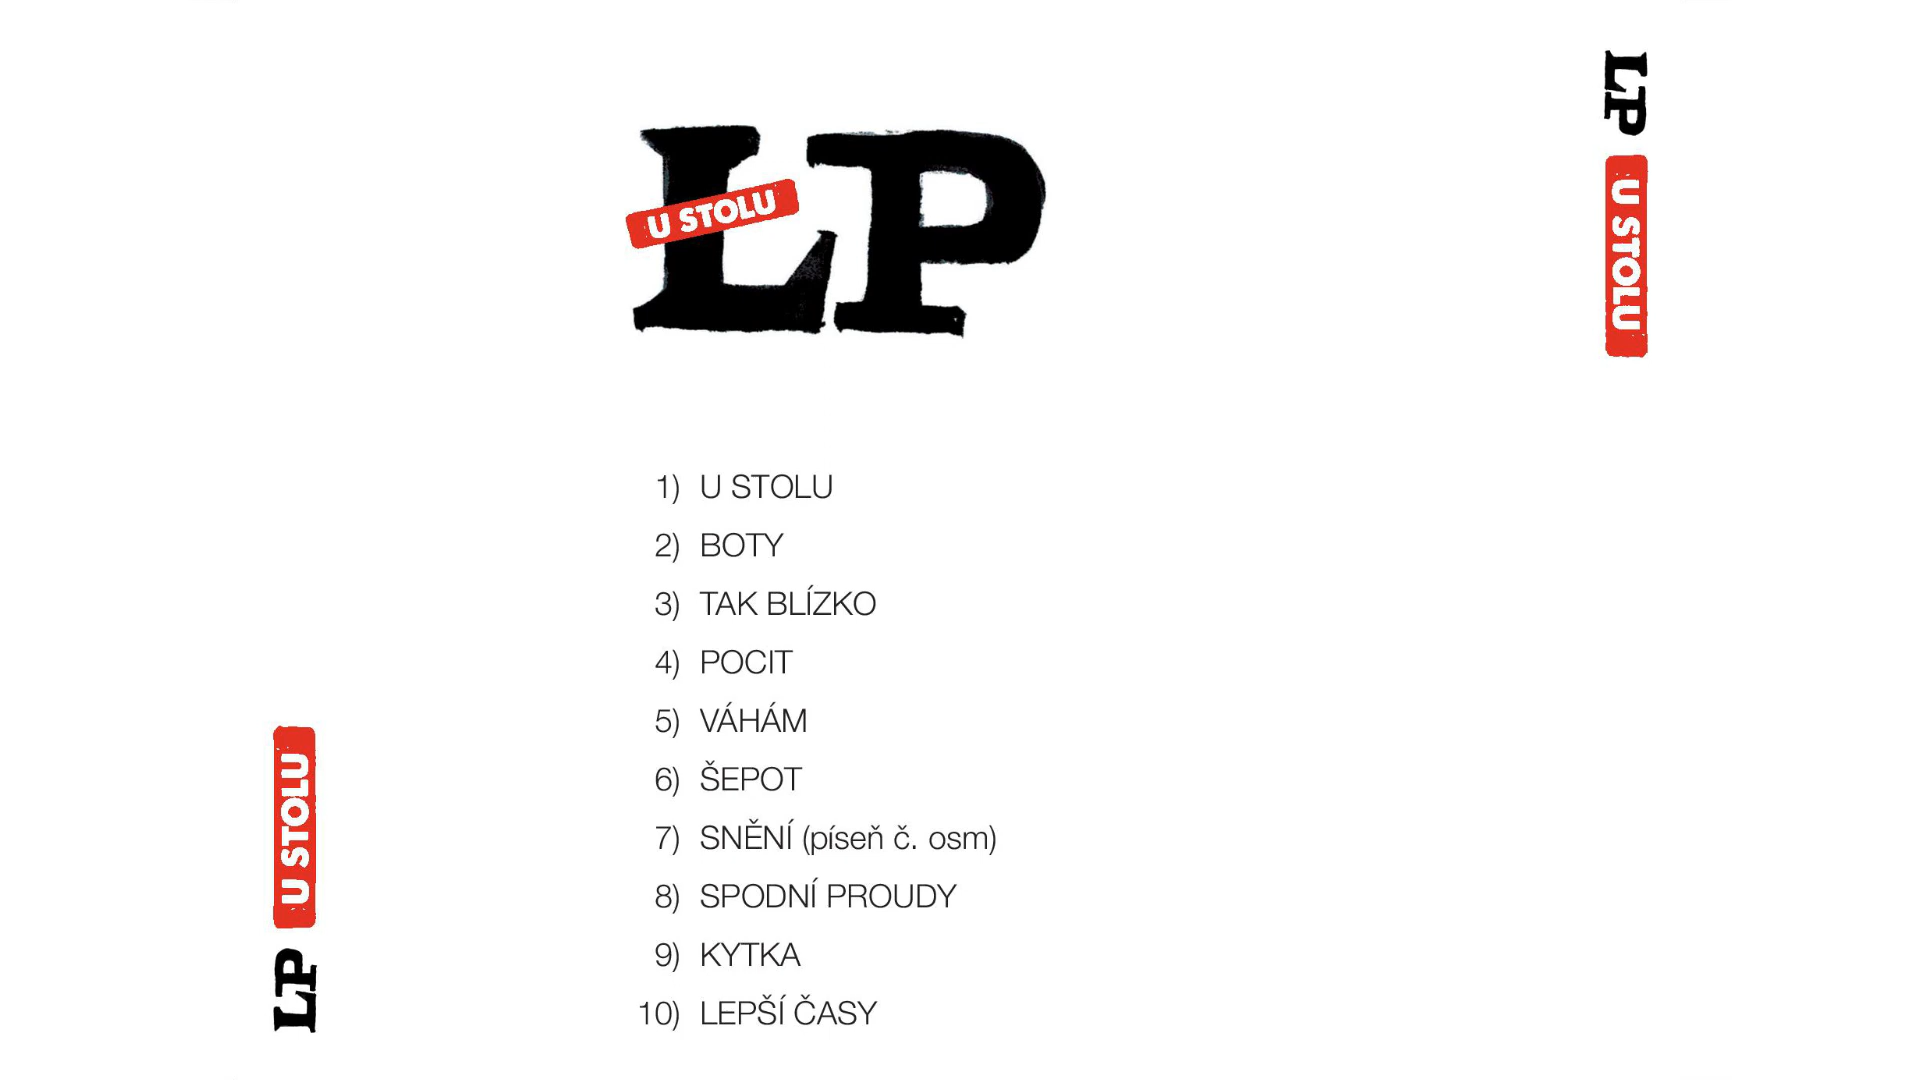 LP
U STOLU
1) U STOLU
2) BOTY
3) TAK BLÍZKO
4) POCIT
5) VÁHÁM
6) ŠEPOT
7) SNĚNÍ (píseň č. osm)
8) SPODNÍ PROUDY
9) KYTKA
10) LEPŠÍ ČASY
LP U STOLU
LP U STOLU